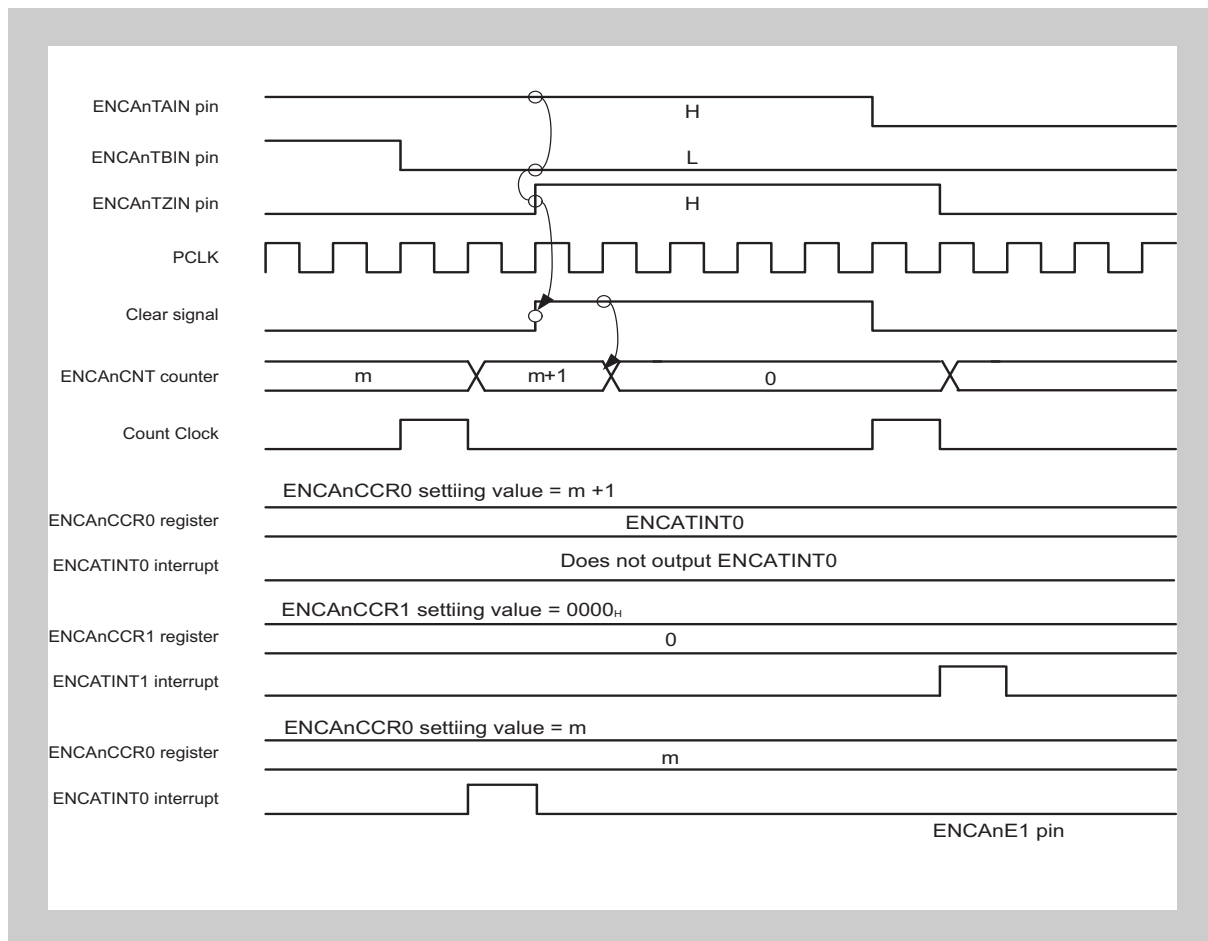 ENCAnTAIN pin
H
ENCAnTBIN pin
L
ENCAnTZIN pin
H
PCLK
Clear signal
ENCAnCNT counter
m
m+1
0
Count Clock
ENCAnCCR0 settiing value = m +1
ENCAnCCR0 register
ENCATINT0
ENCATINT0 interrupt
Does not output ENCATINT0
ENCAnCCR1 settiing value = 0000H
ENCAnCCR1 register
0
ENCATINT1 interrupt
ENCAnCCR0 settiing value = m
ENCAnCCR0 register
m
ENCATINT0 interrupt
ENCAnE1 pin